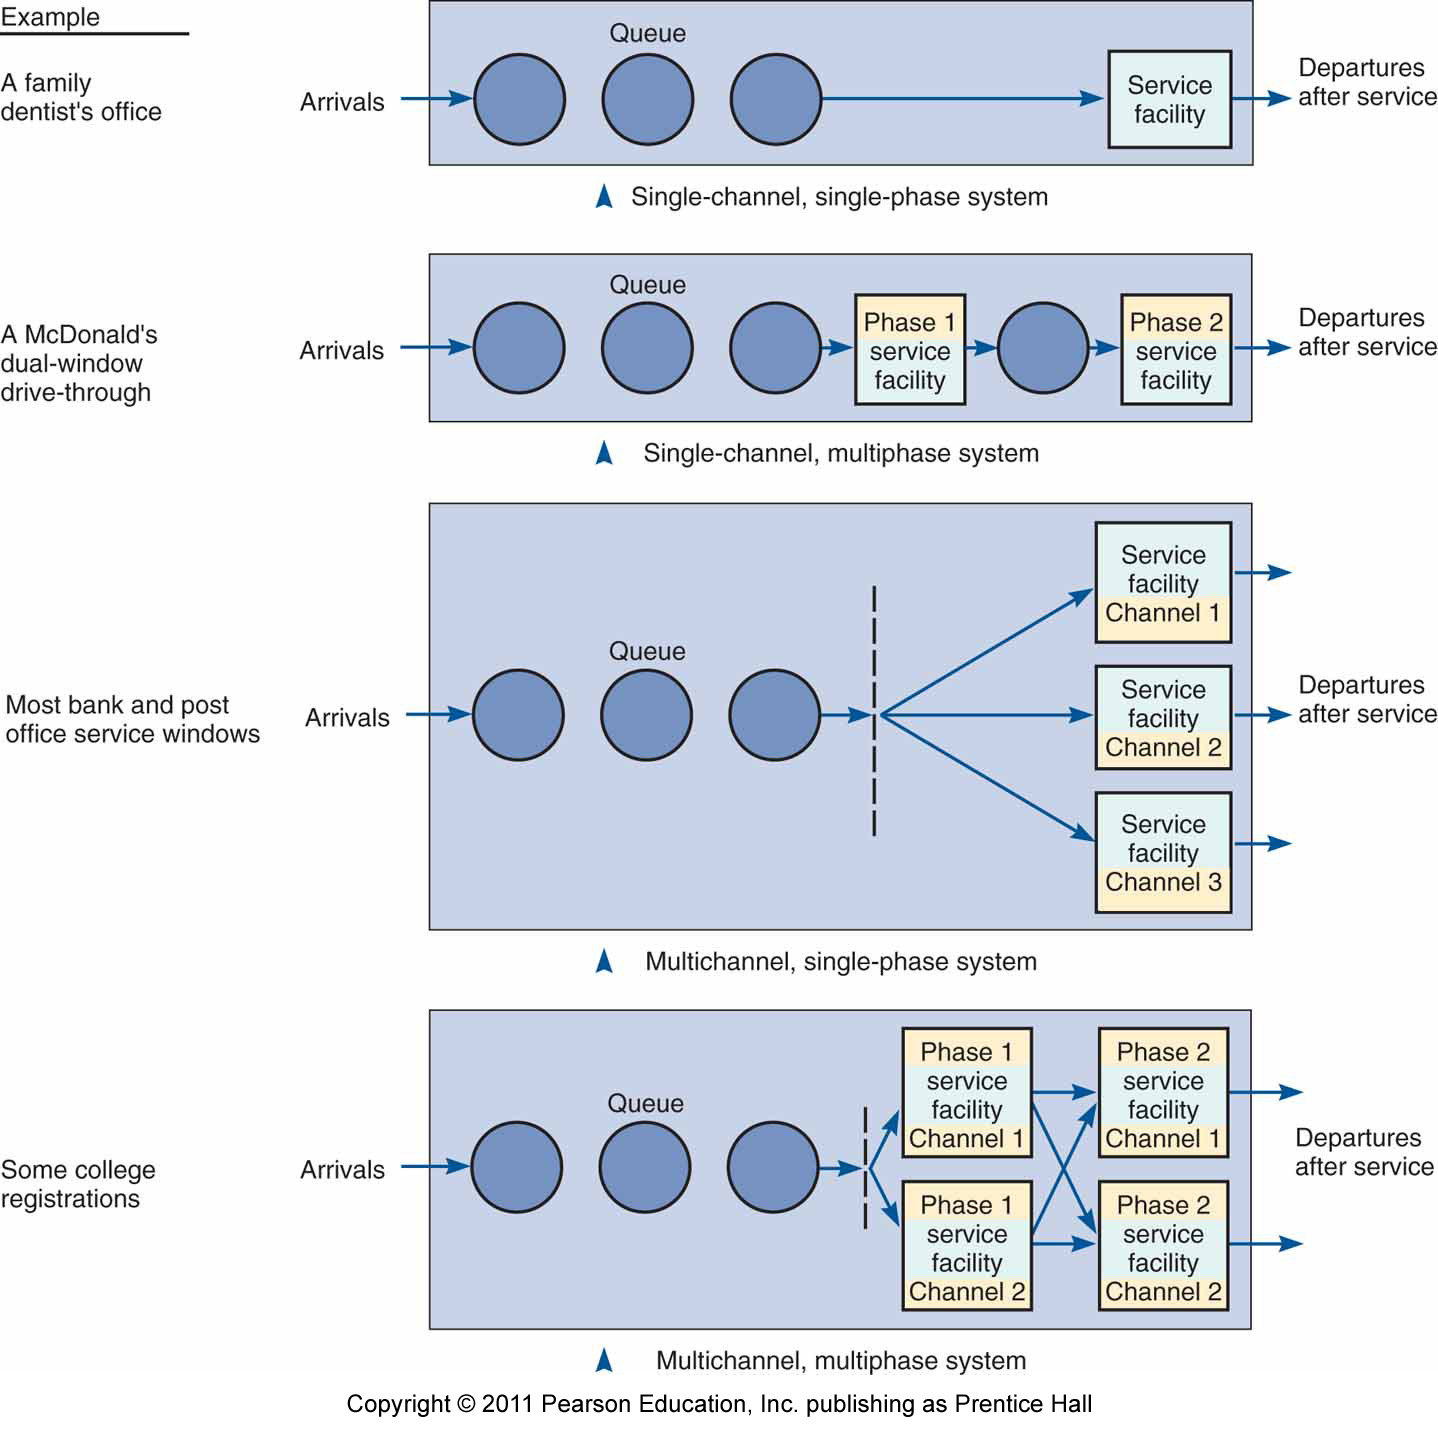 Example
A family
dentist's office
Arrivals
Queue
Service
facility
Departures
after service
Single-channel, single-phase system
A McDonald's
dual-window
drive-through
Arrivals
Queue
Phase 1
service
facility
Phase 2
service
facility
Departures
after service
Single-channel, multiphase system
Most bank and post
office service windows
Arrivals
Queue
Service
facility
Channel 1
Service
facility
Channel 2
Service
facility
Channel 3
Departures
after service
Multichannel, single-phase system
Some college
registrations
Arrivals
Queue
Phase 1
service
facility
Channel 1
Phase 2
service
facility
Channel 1
Phase 1
service
facility
Channel 2
Phase 2
service
facility
Channel 2
Departures
after service
Multichannel, multiphase system
Copyright © 2011 Pearson Education, Inc. publishing as Prentice Hall